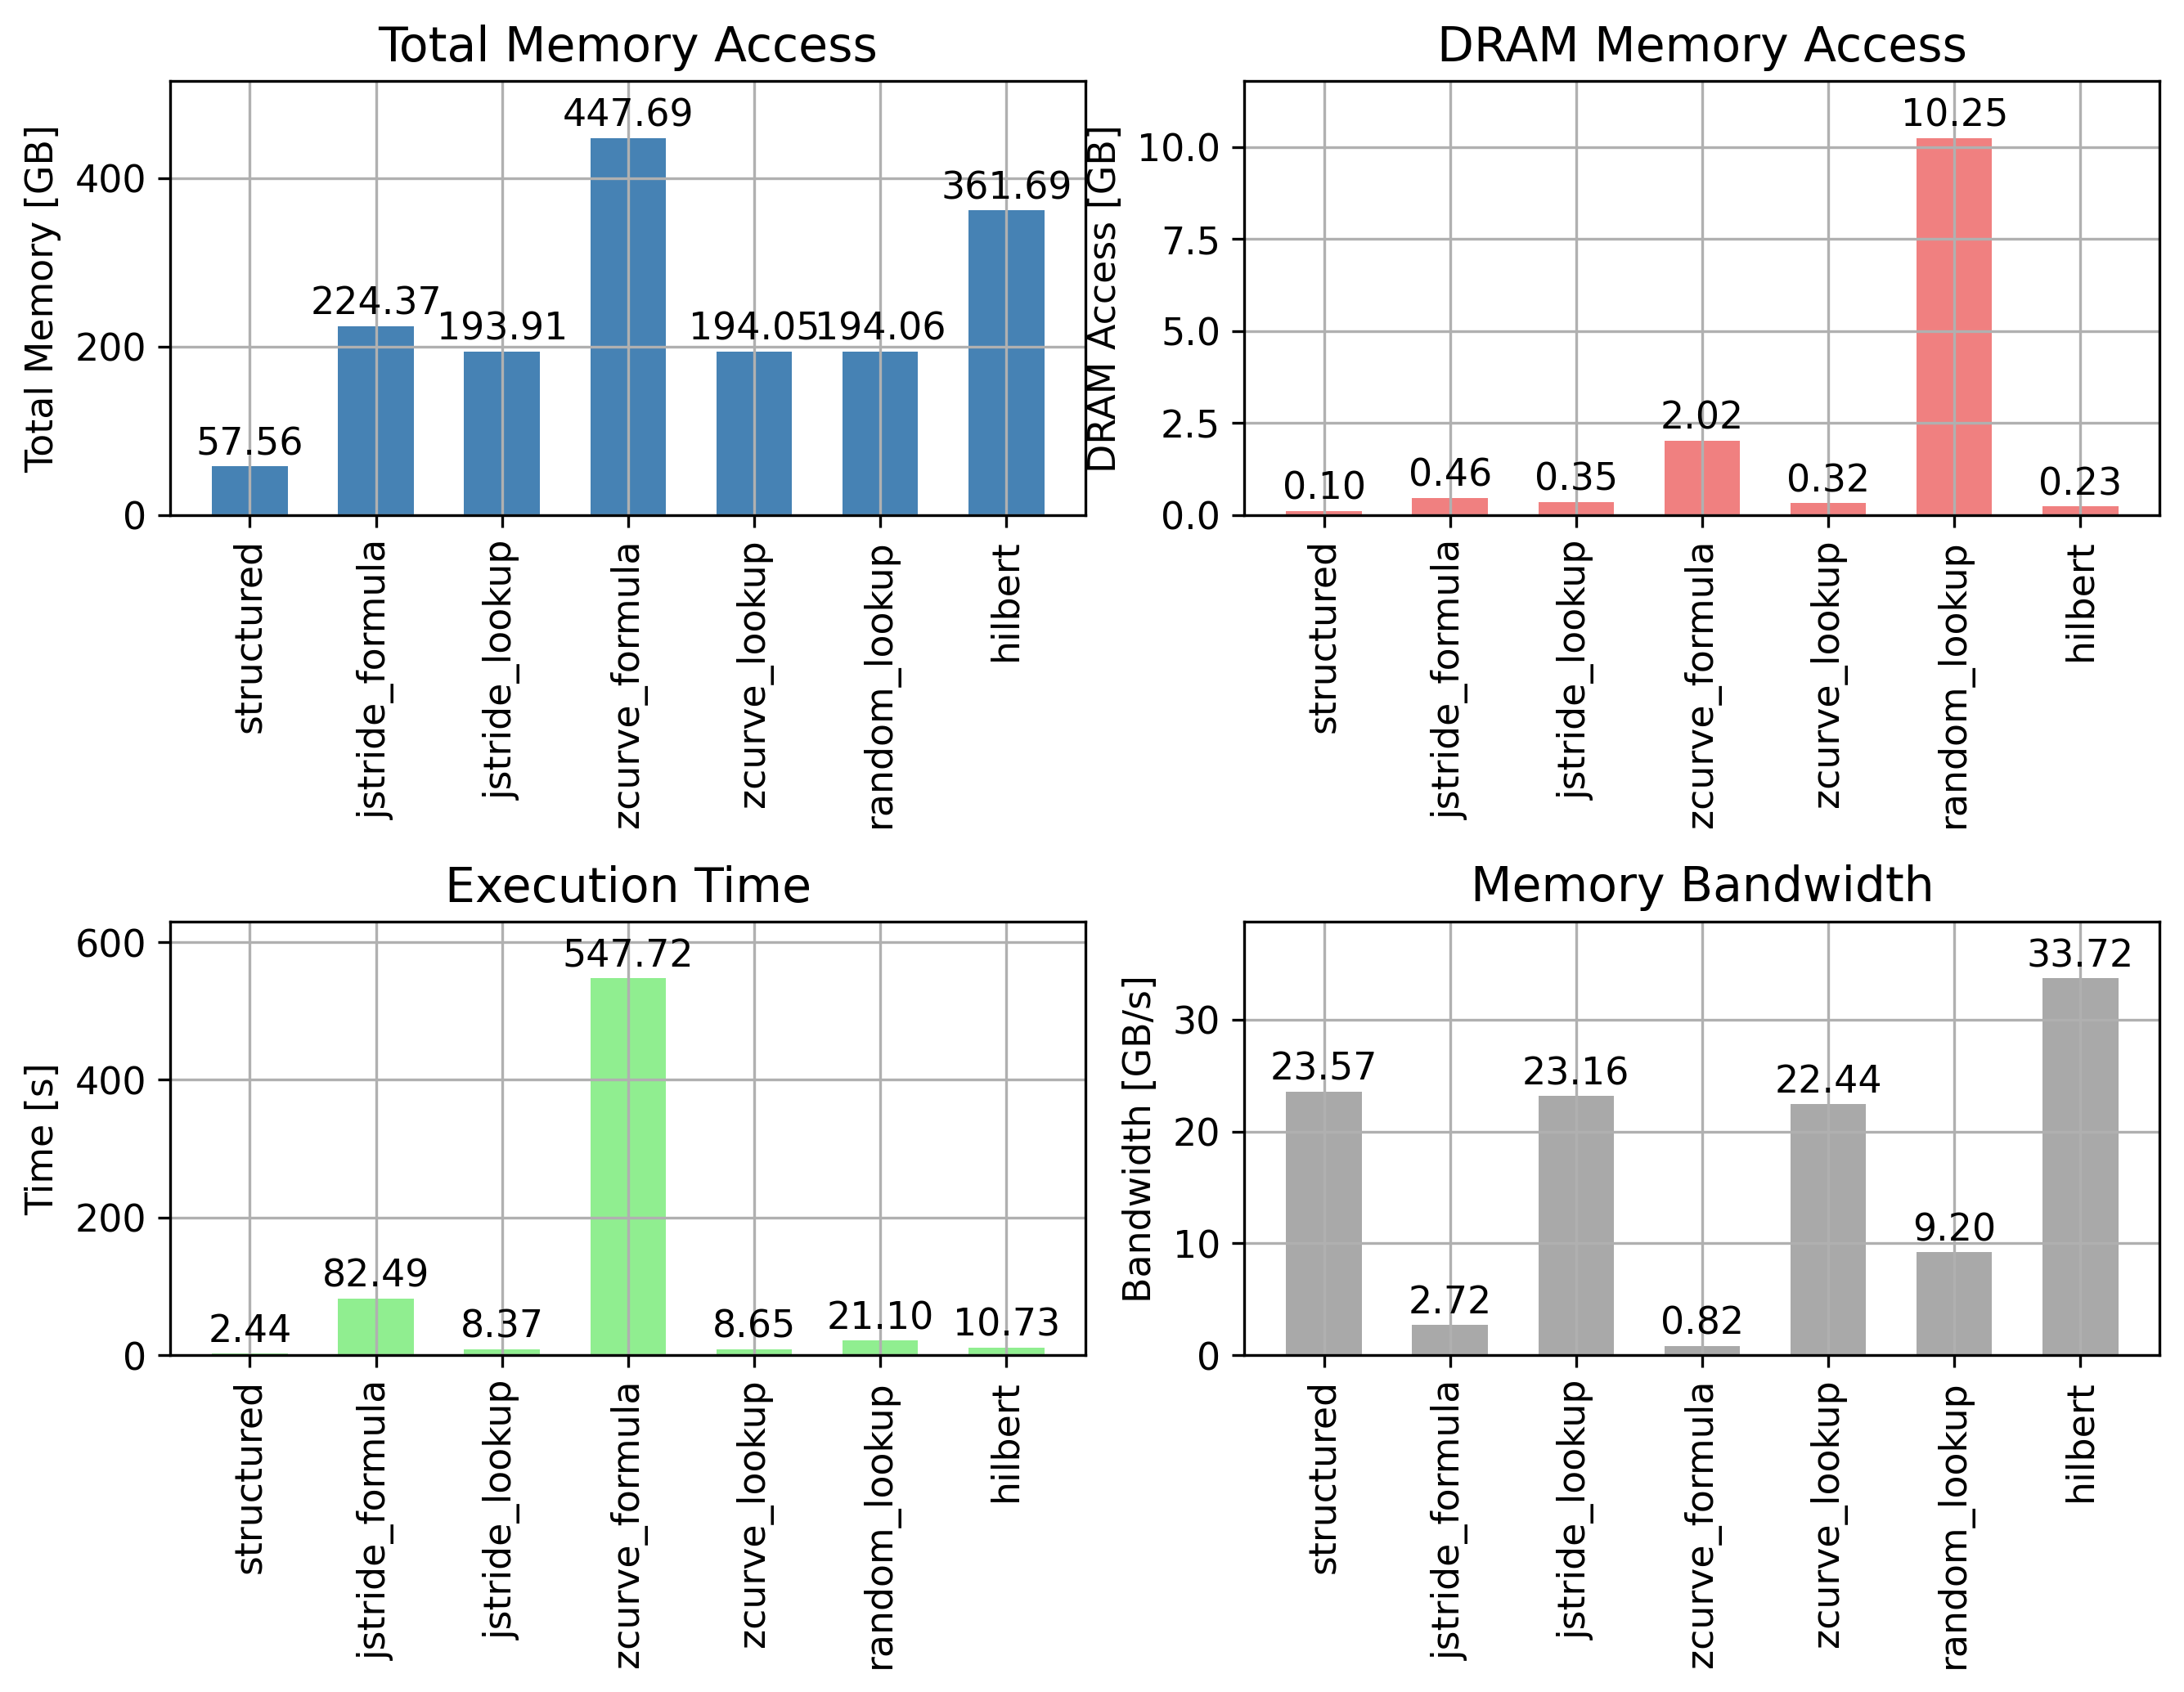 Total Memory Access
Total Memory [GB]
400
200
0
57.56
224.37
193.91
447.69
194.05
194.06
361.69
structured
jstride_formula
jstride_lookup
zcurve_formula
zcurve_lookup
random_lookup
hilbert
DRAM Memory Access
DRAM Access [GB]
10.0
7.5
5.0
2.5
0.0
0.10
0.46
0.35
2.02
0.32
10.25
0.23
structured
jstride_formula
jstride_lookup
zcurve_formula
zcurve_lookup
random_lookup
hilbert
Execution Time
Time [s]
600
400
200
0
2.44
82.49
8.37
547.72
8.65
21.10
10.73
structured
jstride_formula
jstride_lookup
zcurve_formula
zcurve_lookup
random_lookup
hilbert
Memory Bandwidth
Bandwidth [GB/s]
30
20
10
0
23.57
2.72
23.16
0.82
22.44
9.20
33.72
structured
jstride_formula
jstride_lookup
zcurve_formula
zcurve_lookup
random_lookup
hilbert